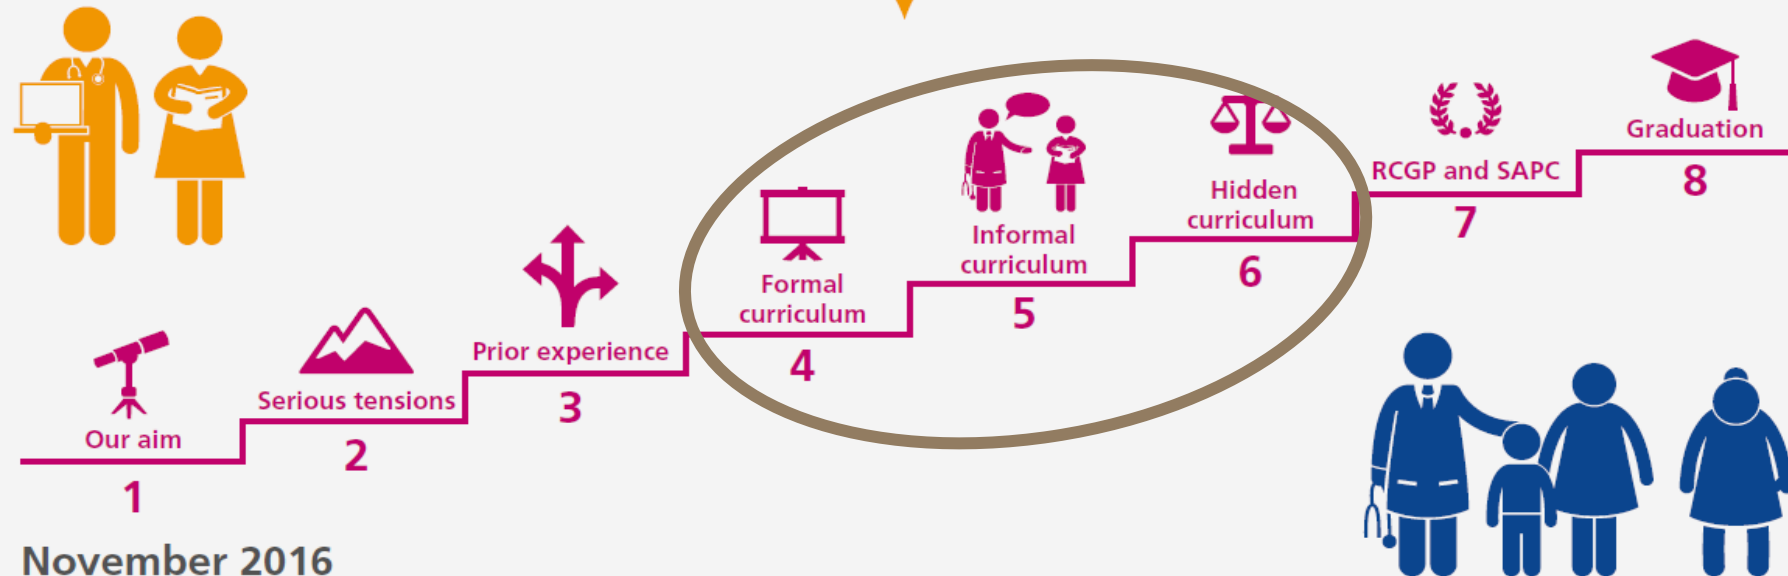 Our aim
1
Serious tensions
2
Prior experience
3
Formal
curriculum
4
Informal
curriculum
5
Hidden
curriculum
6
RCGP and SAPC
7
Graduation
8
November 2016